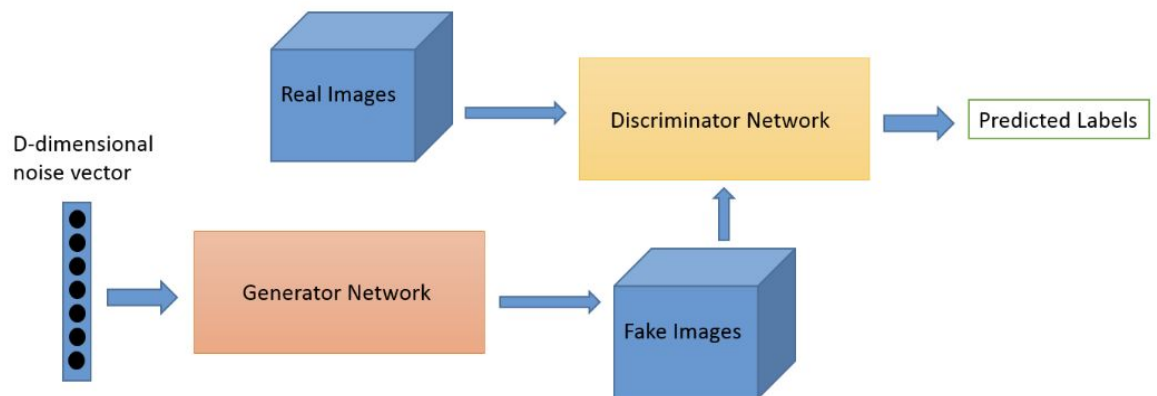 Real Images
Discriminator Network
Predicted Labels
D-dimensional
noise vector
Generator Network
Fake Images